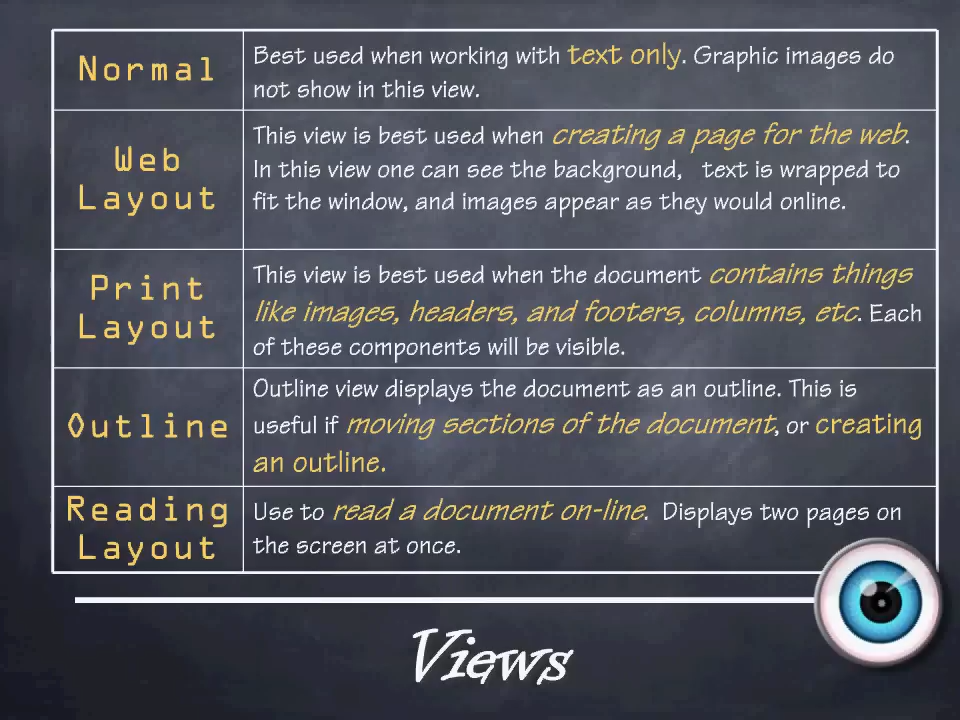 Normal
Best used when working with text only. Graphic images do
not show in this view.
Web
Layout
This view is best used when creating a page for the web.
In this view one can see the background, text is wrapped to
fit the window, and images appear as they would online.
Print
Layout
This view is best used when the document contains things
like images, headers, and footers, columns, etc. Each
of these components will be visible.
Outline
Outline view displays the document as an outline. This is
useful if moving sections of the document, or creating
an outline.
Reading
Layout
Use to read a document on-line. Displays two pages on
the screen at once.
Views